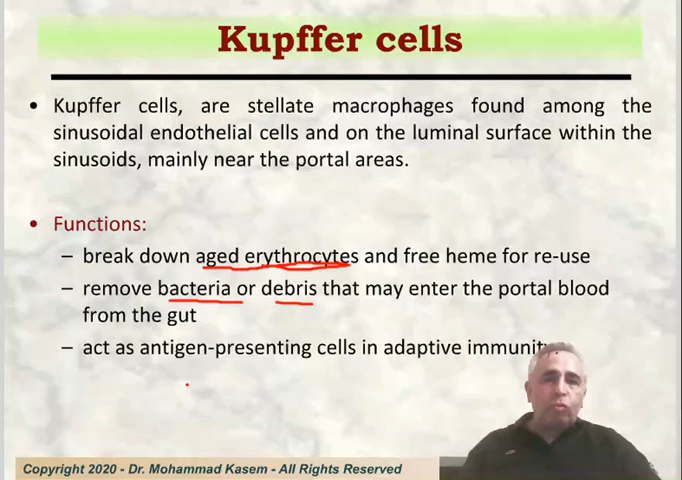 Kupffer cells
• Kupffer cells, are stellate macrophages found among the
sinusoidal endothelial cells and on the luminal surface within the
sinusoids, mainly near the portal areas.
• Functions:
– break down aged erythrocytes and free heme for re-use
– remove bacteria or debris that may enter the portal blood
from the gut
– act as antigen-presenting cells in adaptive immunity.
Copyright 2020 - Dr. Mohammad Kasem - All Rights Reserved